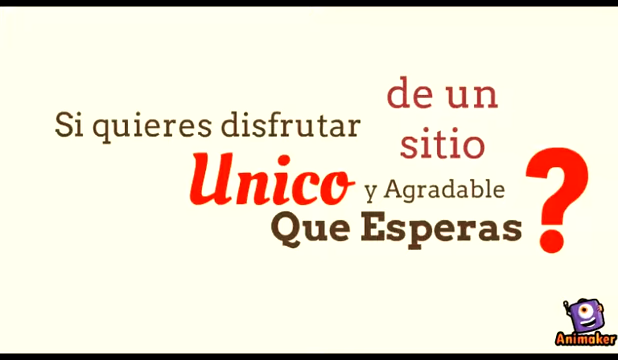 Si quieres disfrutar
de un
sitio
Unico y Agradable
Que Esperas ?
Animaker